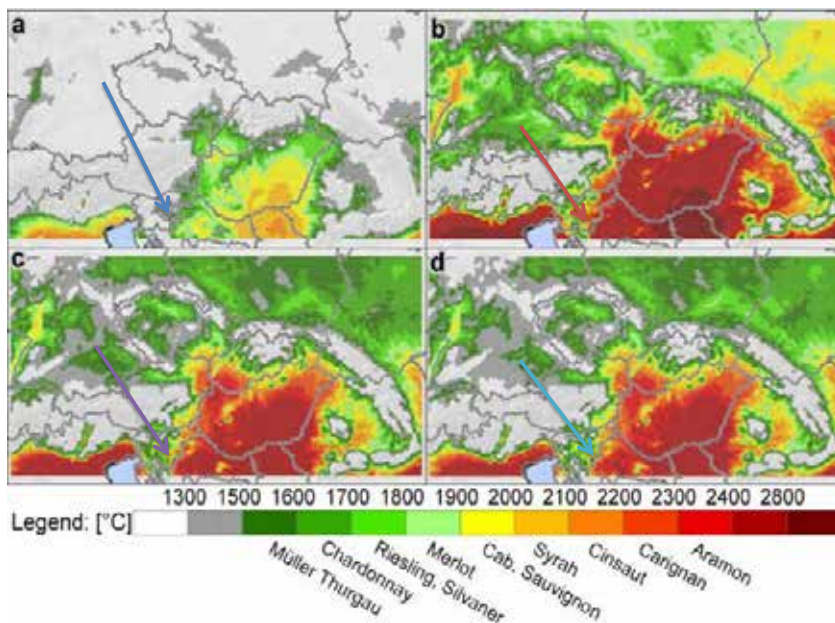 a
b
c
d
1300 1500 1600 1700 1800 1900 2000 2100 2200 2300 2400 2800
Legend: [°C]
Müller Thurgau
Chardonnay
Riesling, Silvaner
Merlot
Cab. Sauvignon
Syrah
Cinsaut
Carignan
Aramon